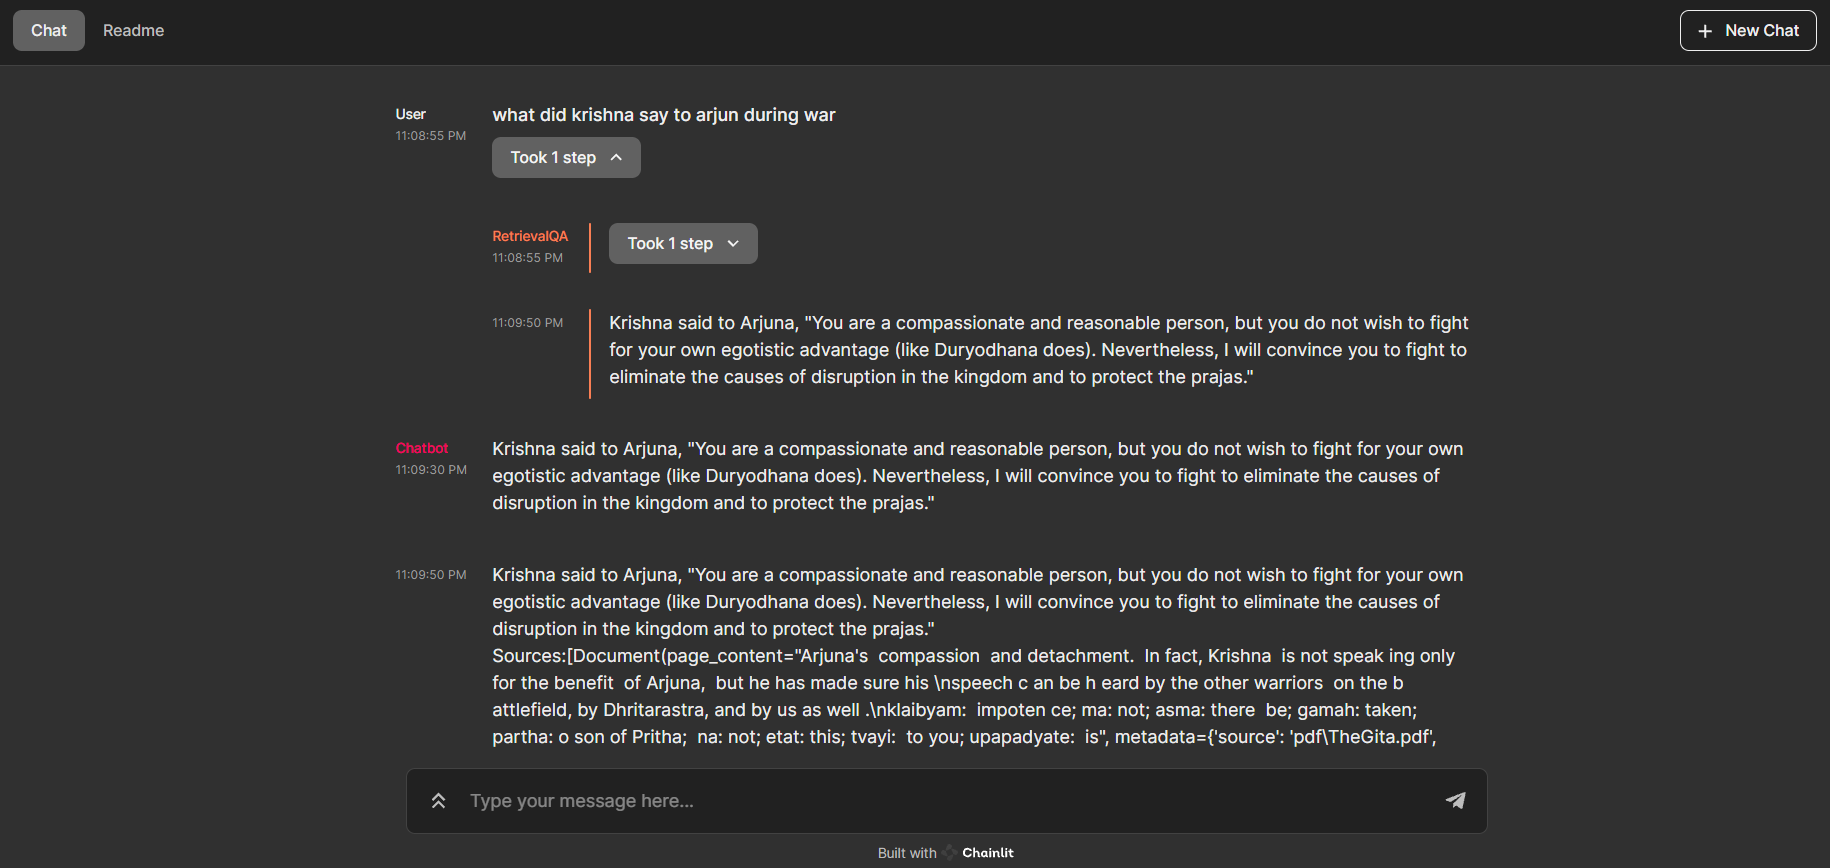 Chat
Readme
New Chat
User
11:08:55 PM
what did krishna say to arjun during war
Took 1 step
RetrievalQA
11:08:55 PM
Took 1 step
11:09:50 PM
Krishna said to Arjuna, "You are a compassionate and reasonable person, but you do not wish to fight
for your own egotistic advantage (like Duryodhana does). Nevertheless, I will convince you to fight to
eliminate the causes of disruption in the kingdom and to protect the prajas."
Chatbot
11:09:30 PM
Krishna said to Arjuna, "You are a compassionate and reasonable person, but you do not wish to fight for your own
egotistic advantage (like Duryodhana does). Nevertheless, I will convince you to fight to eliminate the causes of
disruption in the kingdom and to protect the prajas."
11:09:50 PM
Krishna said to Arjuna, "You are a compassionate and reasonable person, but you do not wish to fight for your own
egotistic advantage (like Duryodhana does). Nevertheless, I will convince you to fight to eliminate the causes of
disruption in the kingdom and to protect the prajas."
Sources:[Document(page_content="Arjuna's  compassion  and detachment.  In fact, Krishna  is not speak ing only
for the benefit  of Arjuna,  but he has made sure his \nspeech c an be h eard by the other warriors  on the b
attlefield, by Dhritarastra, and by us as well .\nklaibyam:  impoten ce; ma: not; asma: there  be; gamah: taken;
partha: o son of Pritha;  na: not; etat: this; tvayi:  to you; upapadyate:  is", metadata={'source': 'pdf\TheGita.pdf',
Type your message here...
Built with Chainlit